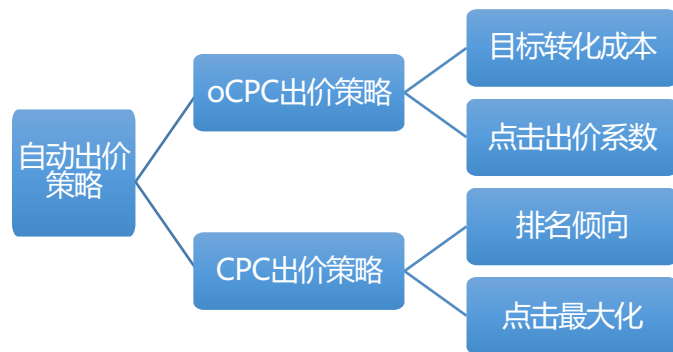 目标转化成本
oCPC出价策略
点击出价系数
自动出价
策略
排名倾向
CPC出价策略
点击最大化